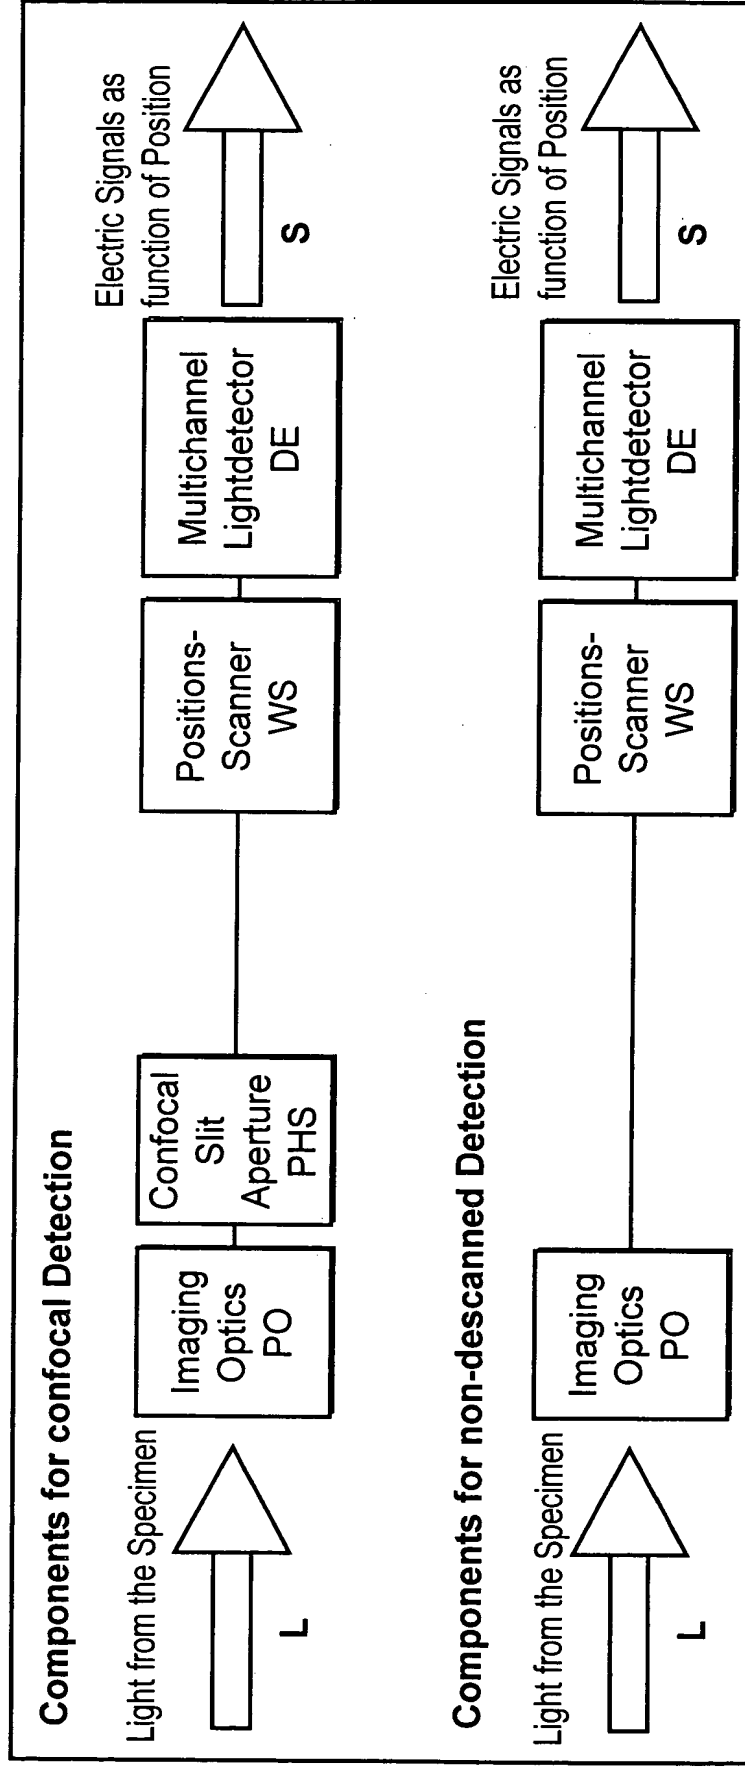 Components for confocal Detection
Light from the Specimen
L
Imaging
Optics
PO
Confocal
Slit
Aperture
PHS
Positions-
Scanner
WS
Multichannel
Lightdetector
DE
Electric Signals as
function of Position
S
Components for non-descanned Detection
Light from the Specimen
L
Imaging
Optics
PO
Positions-
Scanner
WS
Multichannel
Lightdetector
DE
Electric Signals as
function of Position
S